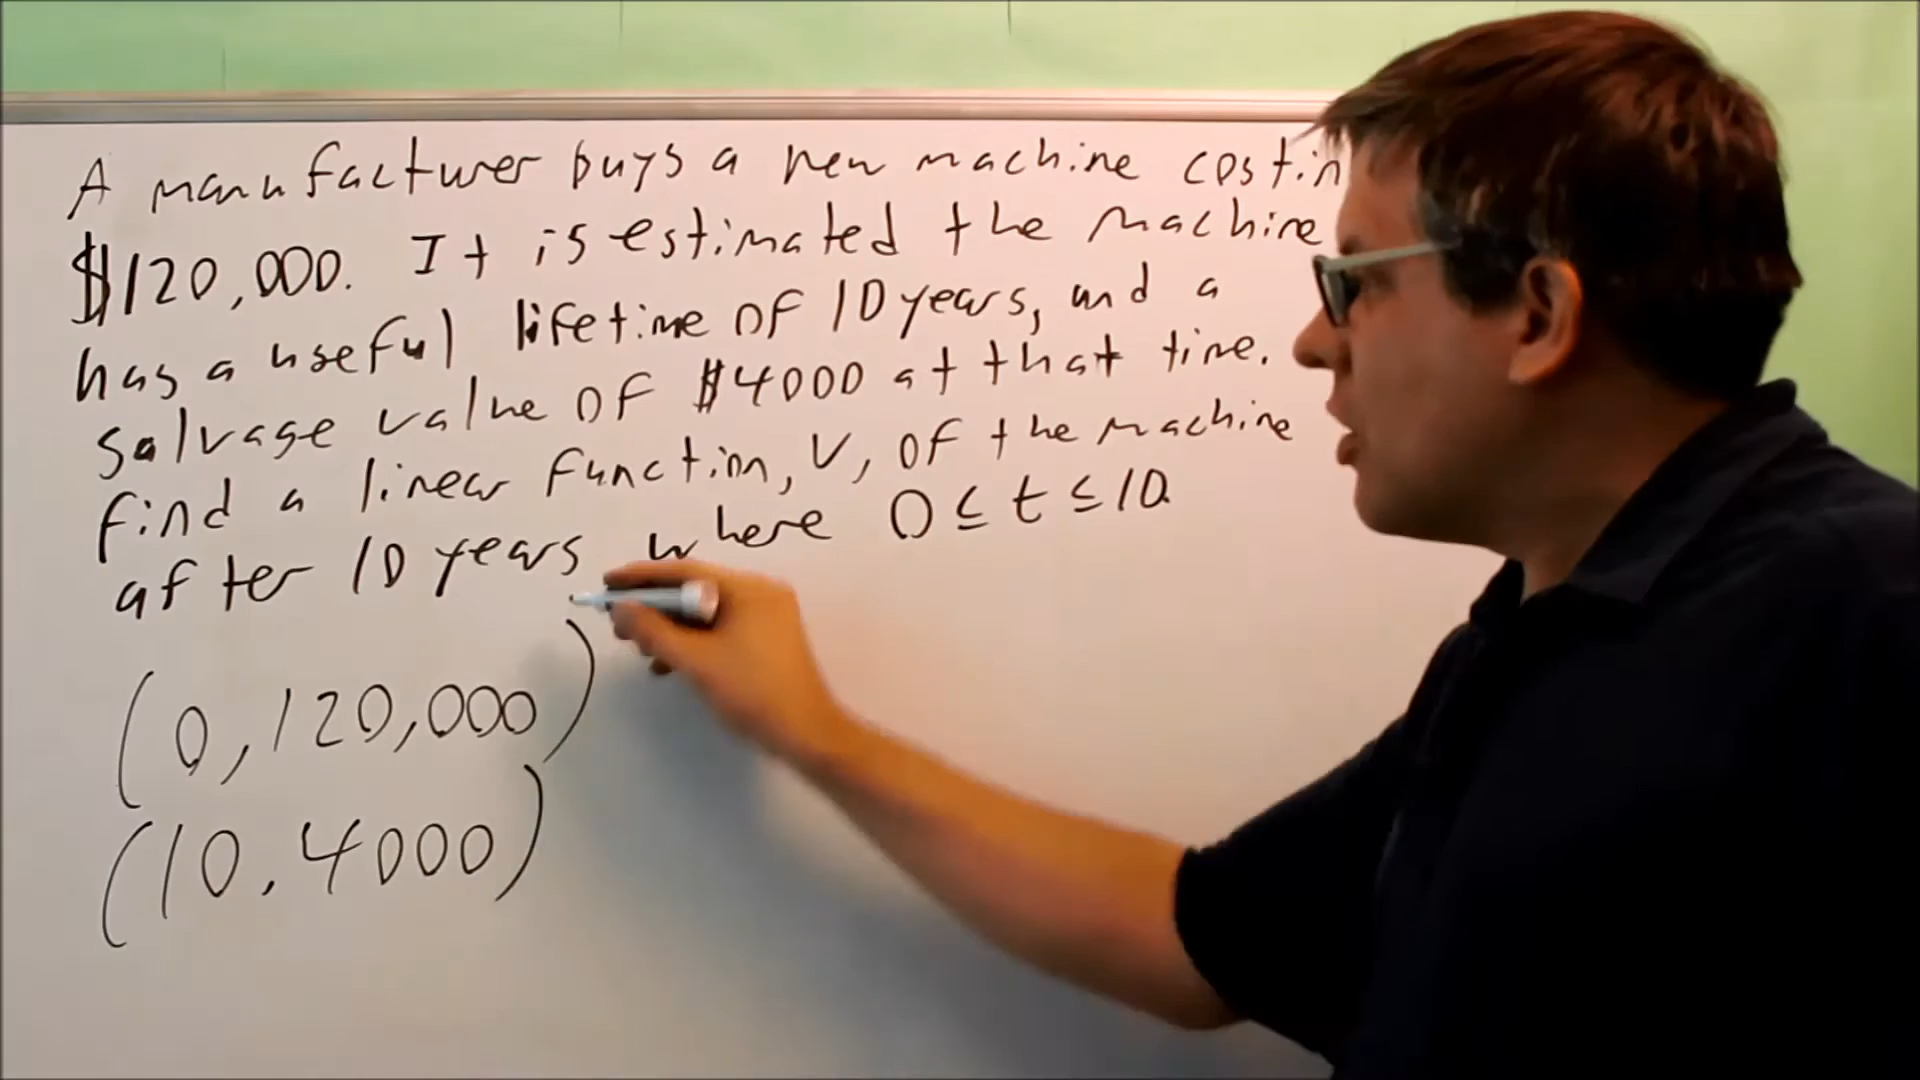 A manufacturer buys a new machine costin
$120,000. It is estimated the machine
has a useful lifetime of 10 years, and a
salvage value of $4000 at that time.
Find a linear function, V, of the machine
after 10 years where 0 ≤ t ≤ 10.
(0, 120,000)
(10, 4000)